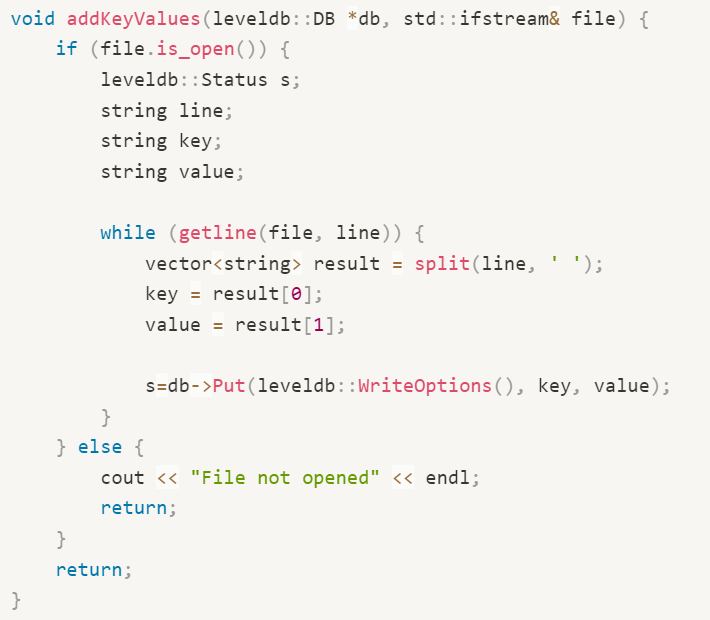 void addKeyValues(leveldb::DB *db, std::ifstream& file) {
    if (file.is_open()) {
        leveldb::Status s;
        string line;
        string key;
        string value;

        while (getline(file, line)) {
            vector<string> result = split(line, ' ');
            key = result[0];
            value = result[1];

            s=db->Put(leveldb::WriteOptions(), key, value);
        }
    } else {
        cout << "File not opened" << endl;
        return;
    }
    return;
}